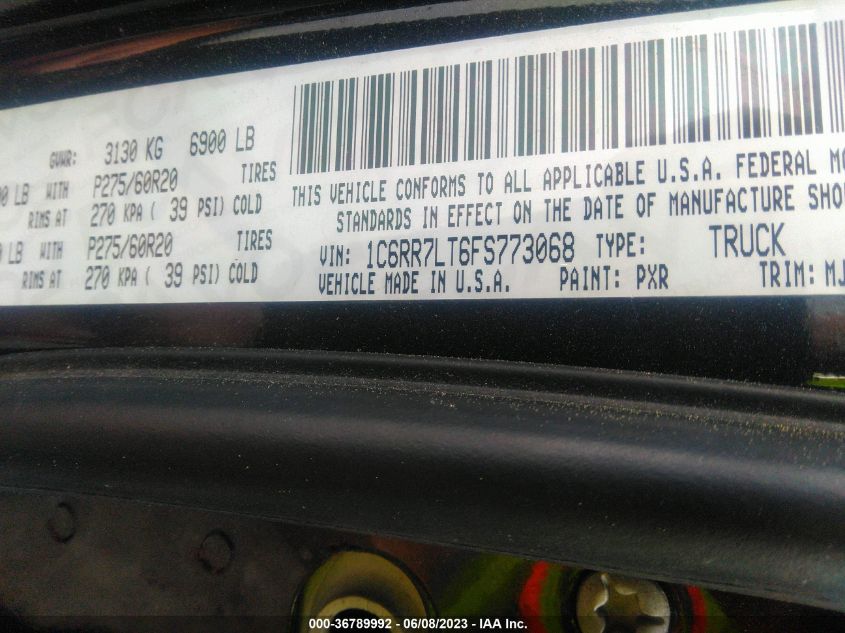 GVWR: 3130 KG 6900 LB
LB WITH P275/60R20 TIRES
RIMS AT 270 KPA ( 39 PSI) COLD
LB WITH P275/60R20 TIRES
RIMS AT 270 KPA ( 39 PSI) COLD
THIS VEHICLE CONFORMS TO ALL APPLICABLE U.S.A. FEDERAL MO
STANDARDS IN EFFECT ON THE DATE OF MANUFACTURE SHO
VIN: 1C6RR7LT6FS773068 TYPE: TRUCK
VEHICLE MADE IN U.S.A. PAINT: PXR TRIM: MJ
000-36789992 - 06/08/2023 - IAA Inc.